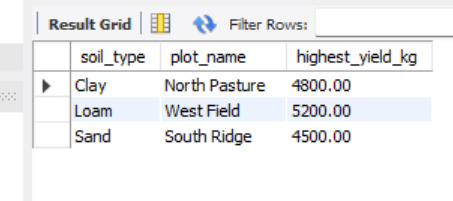 Result Grid Filter Rows:
soil_type plot_name highest_yield_kg
Clay North Pasture 4800.00
Loam West Field 5200.00
Sand South Ridge 4500.00